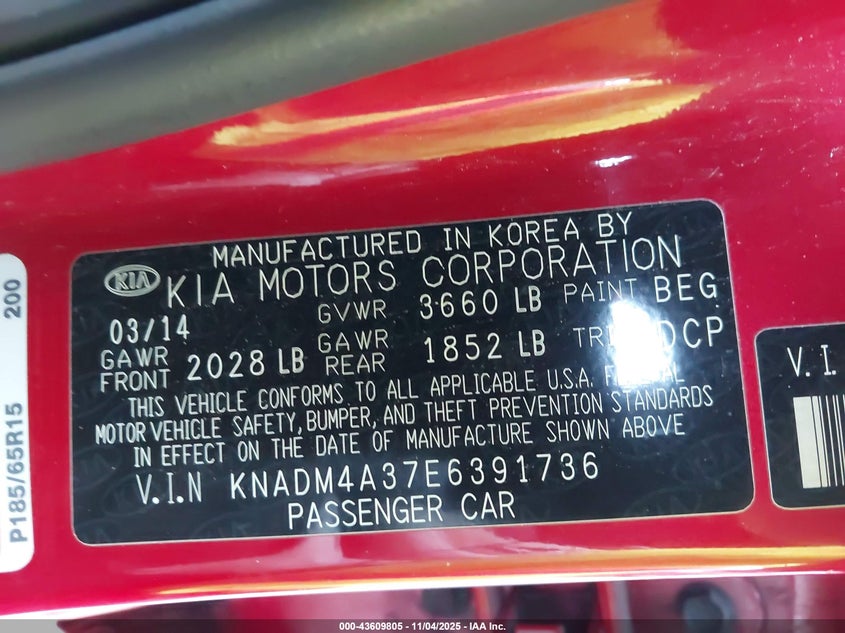 MANUFACTURED IN KOREA BY
KIA KIA MOTORS CORPORATION
03/14 GVWR 3660 LB PAINT BEG
GAWR FRONT 2028 LB GAWR REAR 1852 LB DCP
THIS VEHICLE CONFORMS TO ALL APPLICABLE U.S.A.
MOTOR VEHICLE SAFETY, BUMPER, AND THEFT PREVENTION STANDARDS
IN EFFECT ON THE DATE OF MANUFACTURE SHOWN ABOVE
V.I.N KNADM4A37E6391736
PASSENGER CAR
P185/65R15 200
V.I.
000-43609805 - 11/04/2025 - IAA Inc.